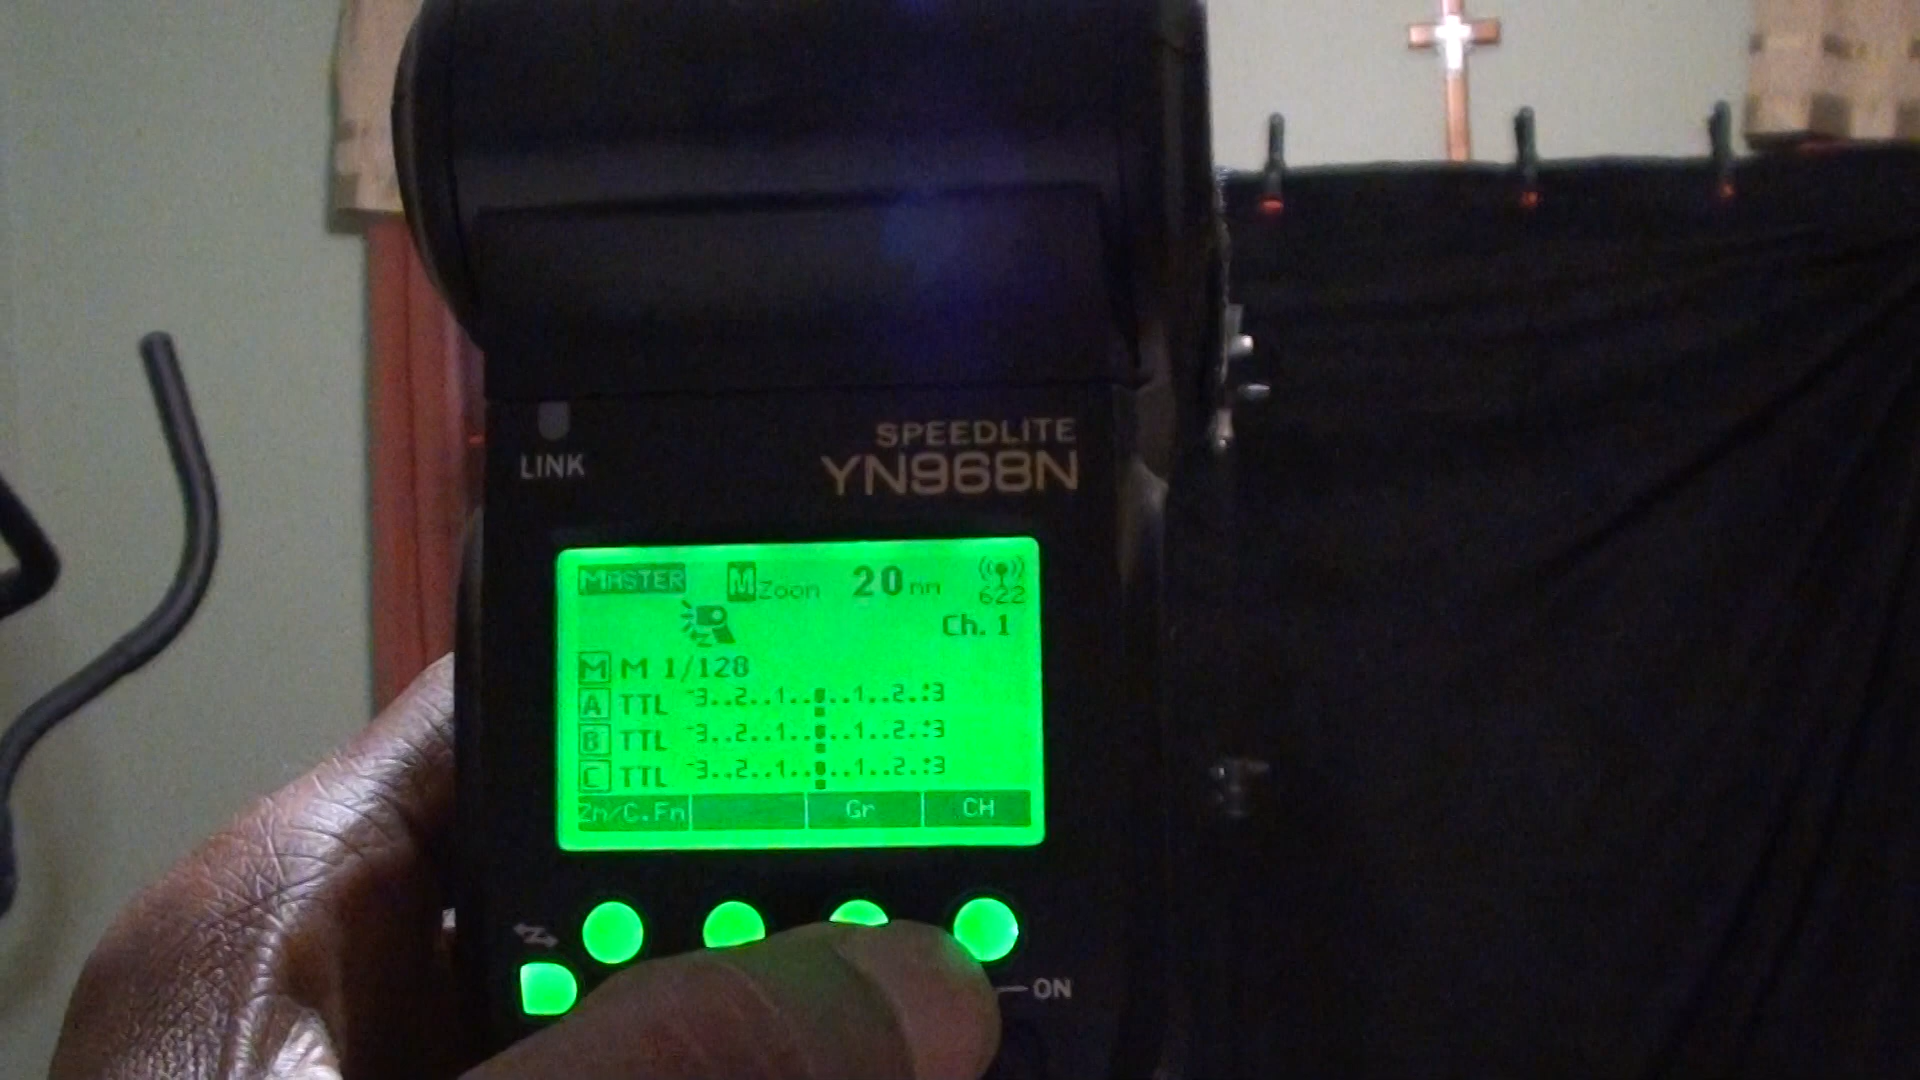 SPEEDLITE
LINK
YN968N
MASTER M Zoom 20 mm
622
Ch. 1
M M 1/128
A TTL -3..2..1..0..1..2..+3
B TTL -3..2..1..0..1..2..+3
C TTL -3..2..1..0..1..2..+3
Zm/C.Fn Gr CH
ON